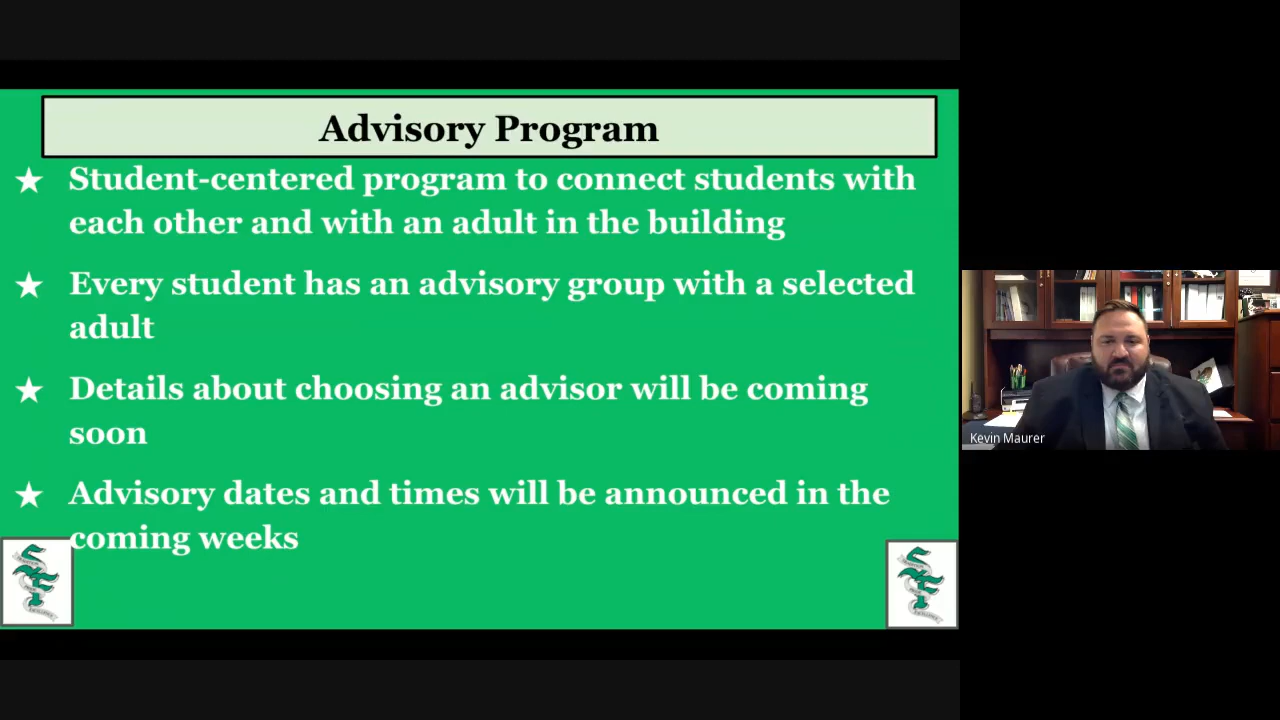 Advisory Program
Student-centered program to connect students with
each other and with an adult in the building
Every student has an advisory group with a selected
adult
Details about choosing an advisor will be coming
soon
Advisory dates and times will be announced in the
coming weeks
Kevin Maurer